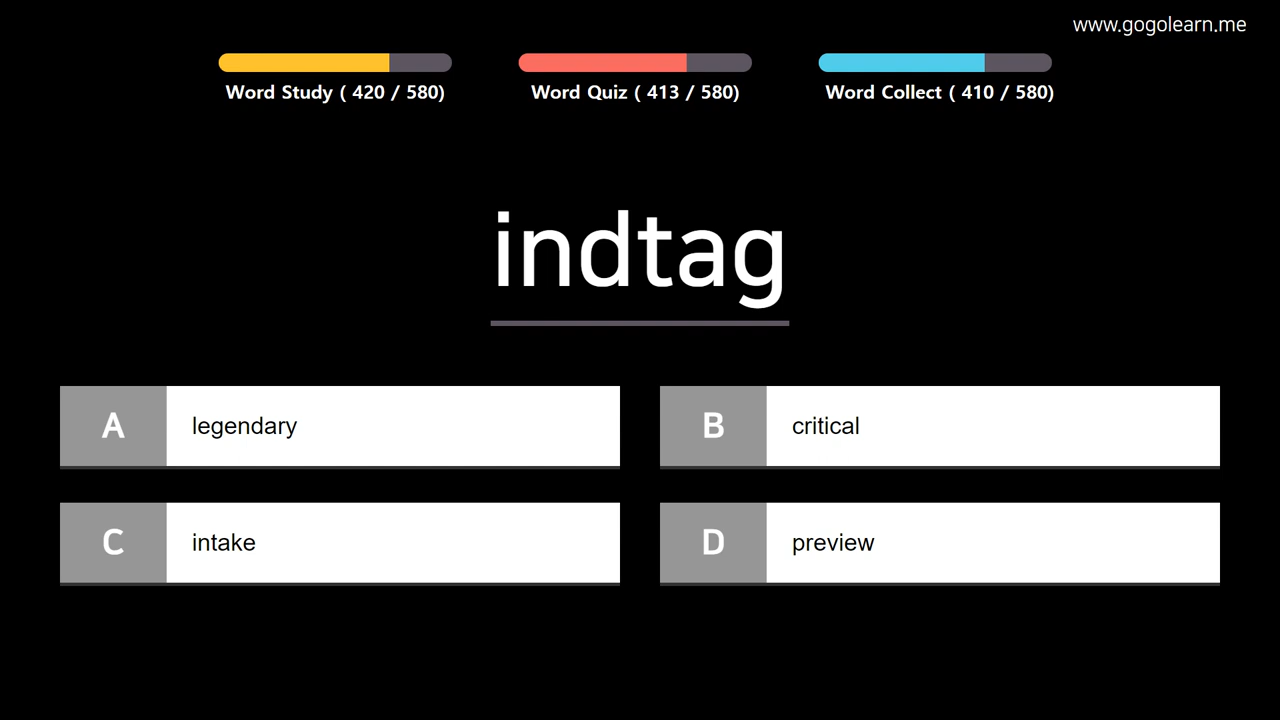 www.gogolearn.me
Word Study ( 420 / 580)
Word Quiz ( 413 / 580)
Word Collect ( 410 / 580)
indtag
A legendary
B critical
C intake
D preview